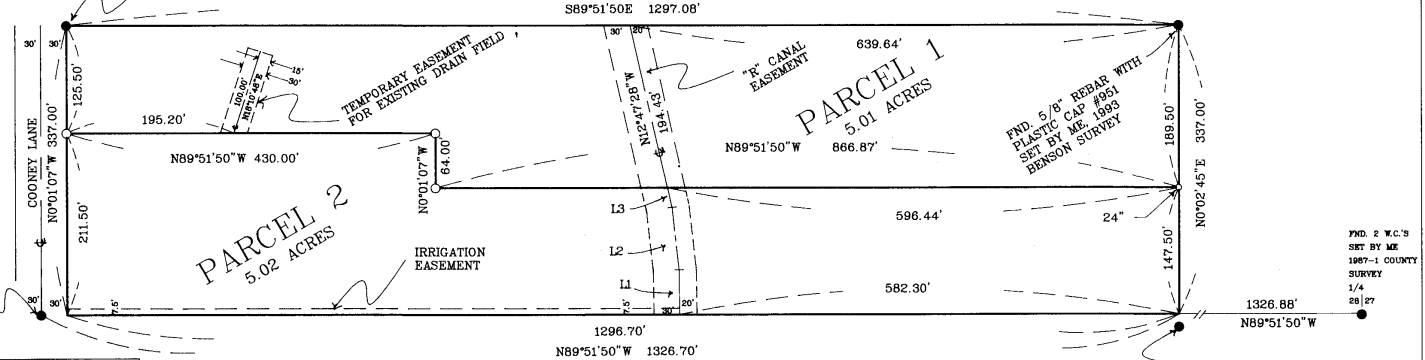 S89°51'50"E 1297.08'
30'
30'
30'
20'
639.64'
125.50'
15'
30'
100.00'
N18°10'48"E
TEMPORARY EASEMENT
FOR EXISTING DRAIN FIELD
"R" CANAL
EASEMENT
PARCEL 1
5.01 ACRES
FND. 5/8" REBAR WITH
PLASTIC CAP #951
SET BY ME, 1993
BENSON SURVEY
195.20'
N12°47'28"W
194.43'
COONEY LANE
N0°01'07"W 337.00'
N89°51'50"W 430.00'
N0°01'07"W
64.00'
N89°51'50"W 866.87'
189.50'
337.00'
N0°02'45"E
PARCEL 2
5.02 ACRES
211.50'
L3
596.44'
24"
L2
IRRIGATION
EASEMENT
147.50'
FND. 2 W.C.'S
SET BY ME
1987-1 COUNTY
SURVEY
1/4
28|27
L1
582.30'
30'
30'
7.5'
7.5'
30'
20'
1326.88'
N89°51'50"W
1296.70'
N89°51'50"W 1326.70'